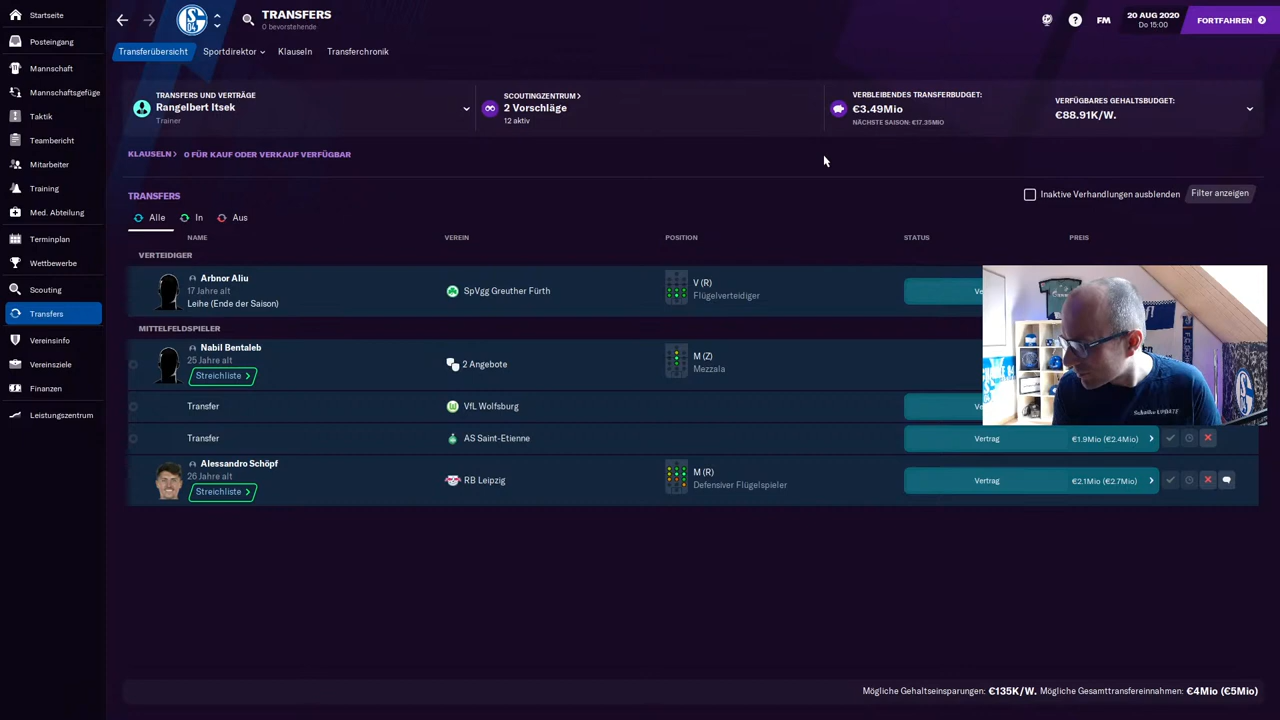 Startseite
Posteingang
Mannschaft
Mannschaftsgefüge
Taktik
Teambericht
Mitarbeiter
Training
Med. Abteilung
Terminplan
Wettbewerbe
Scouting
Transfers
Vereinsinfo
Vereinsziele
Finanzen
Leistungszentrum
TRANSFERS
0 bevorstehende
FM
20 AUG 2020
Do 15:00
FORTFAHREN
Transferübersicht
Sportdirektor
Klauseln
Transferchronik
TRANSFERS UND VERTRÄGE
Rangelbert Itsek
Trainer
SCOUTINGZENTRUM
2 Vorschläge
12 aktiv
VERBLEIBENDES TRANSFERBUDGET:
€3.49Mio
NÄCHSTE SAISON: €17.35MIO
VERFÜGBARES GEHALTSBUDGET:
€88.91K/W.
KLAUSELN 0 FÜR KAUF ODER VERKAUF VERFÜGBAR
TRANSFERS
Inaktive Verhandlungen ausblenden
Filter anzeigen
Alle In Aus
NAME VEREIN POSITION STATUS PREIS
VERTEIDIGER
Arbnor Aliu
17 Jahre alt
Leihe (Ende der Saison)
SpVgg Greuther Fürth
V (R)
Flügelverteidiger
Ve
MITTELFELDSPIELER
Nabil Bentaleb
25 Jahre alt
Streichliste
2 Angebote
M (Z)
Mezzala
Transfer VfL Wolfsburg Ve
Transfer AS Saint-Etienne Vertrag €1.9Mio (€2.4Mio)
Alessandro Schöpf
26 Jahre alt
Streichliste
RB Leipzig
M (R)
Defensiver Flügelspieler
Vertrag €2.1Mio (€2.7Mio)
Schalke UPDATE
Mögliche Gehaltseinsparungen: €135K/W. Mögliche Gesamttransfereinnahmen: €4Mio (€5Mio)